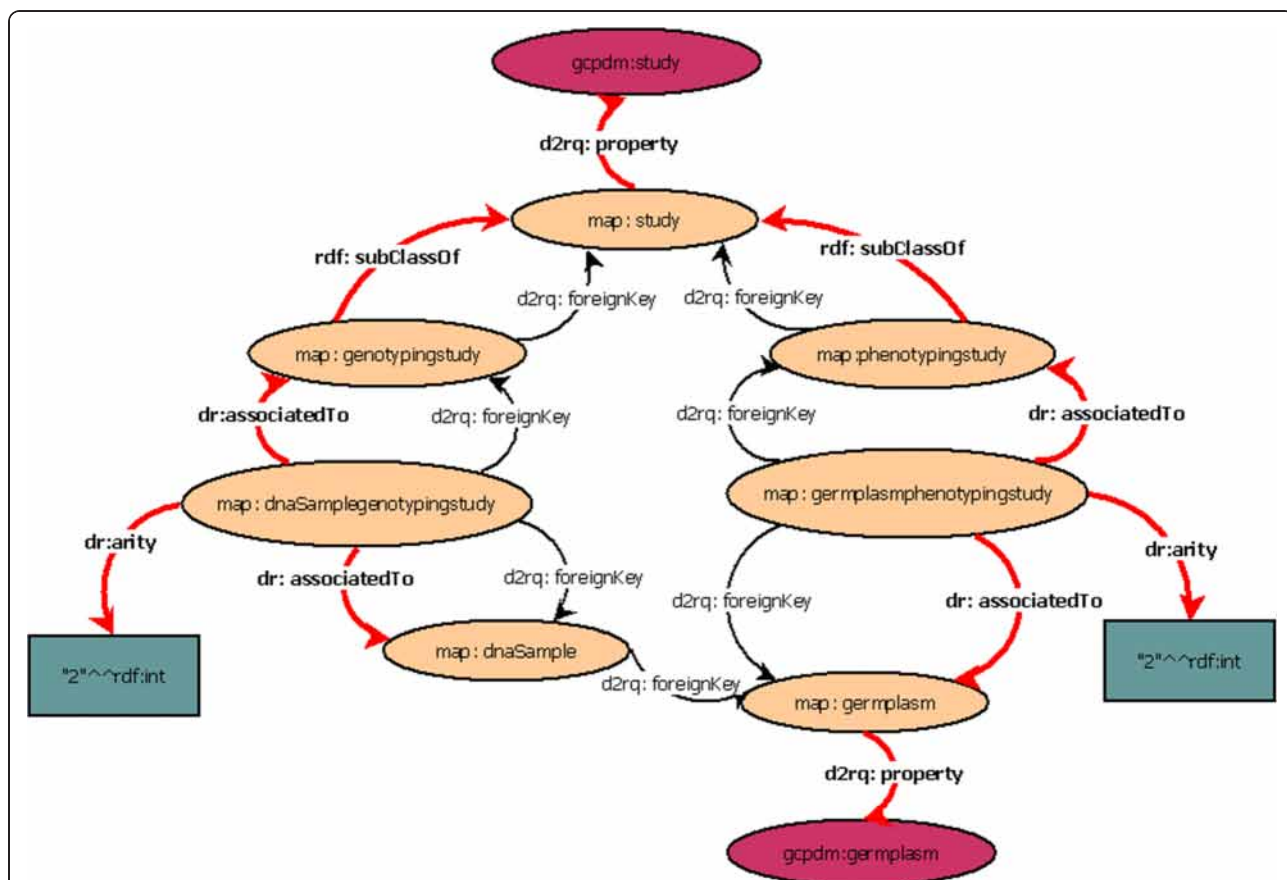 gcpdm:study
d2rq: property
map: study
rdf: subClassOf
rdf: subClassOf
d2rq: foreignKey
d2rq: foreignKey
map: genotypingstudy
map:phenotypingstudy
dr:associatedTo
d2rq: foreignKey
d2rq: foreignKey
dr: associatedTo
map: dnaSamplegenotypingstudy
map: germplasmphenotypingstudy
dr:arity
dr: associatedTo
d2rq: foreignKey
d2rq: foreignKey
dr: associatedTo
dr:arity
"2"^^rdf:int
map: dnaSample
d2rq: foreignKey
map: germplasm
"2"^^rdf:int
d2rq: property
gcpdm:germplasm